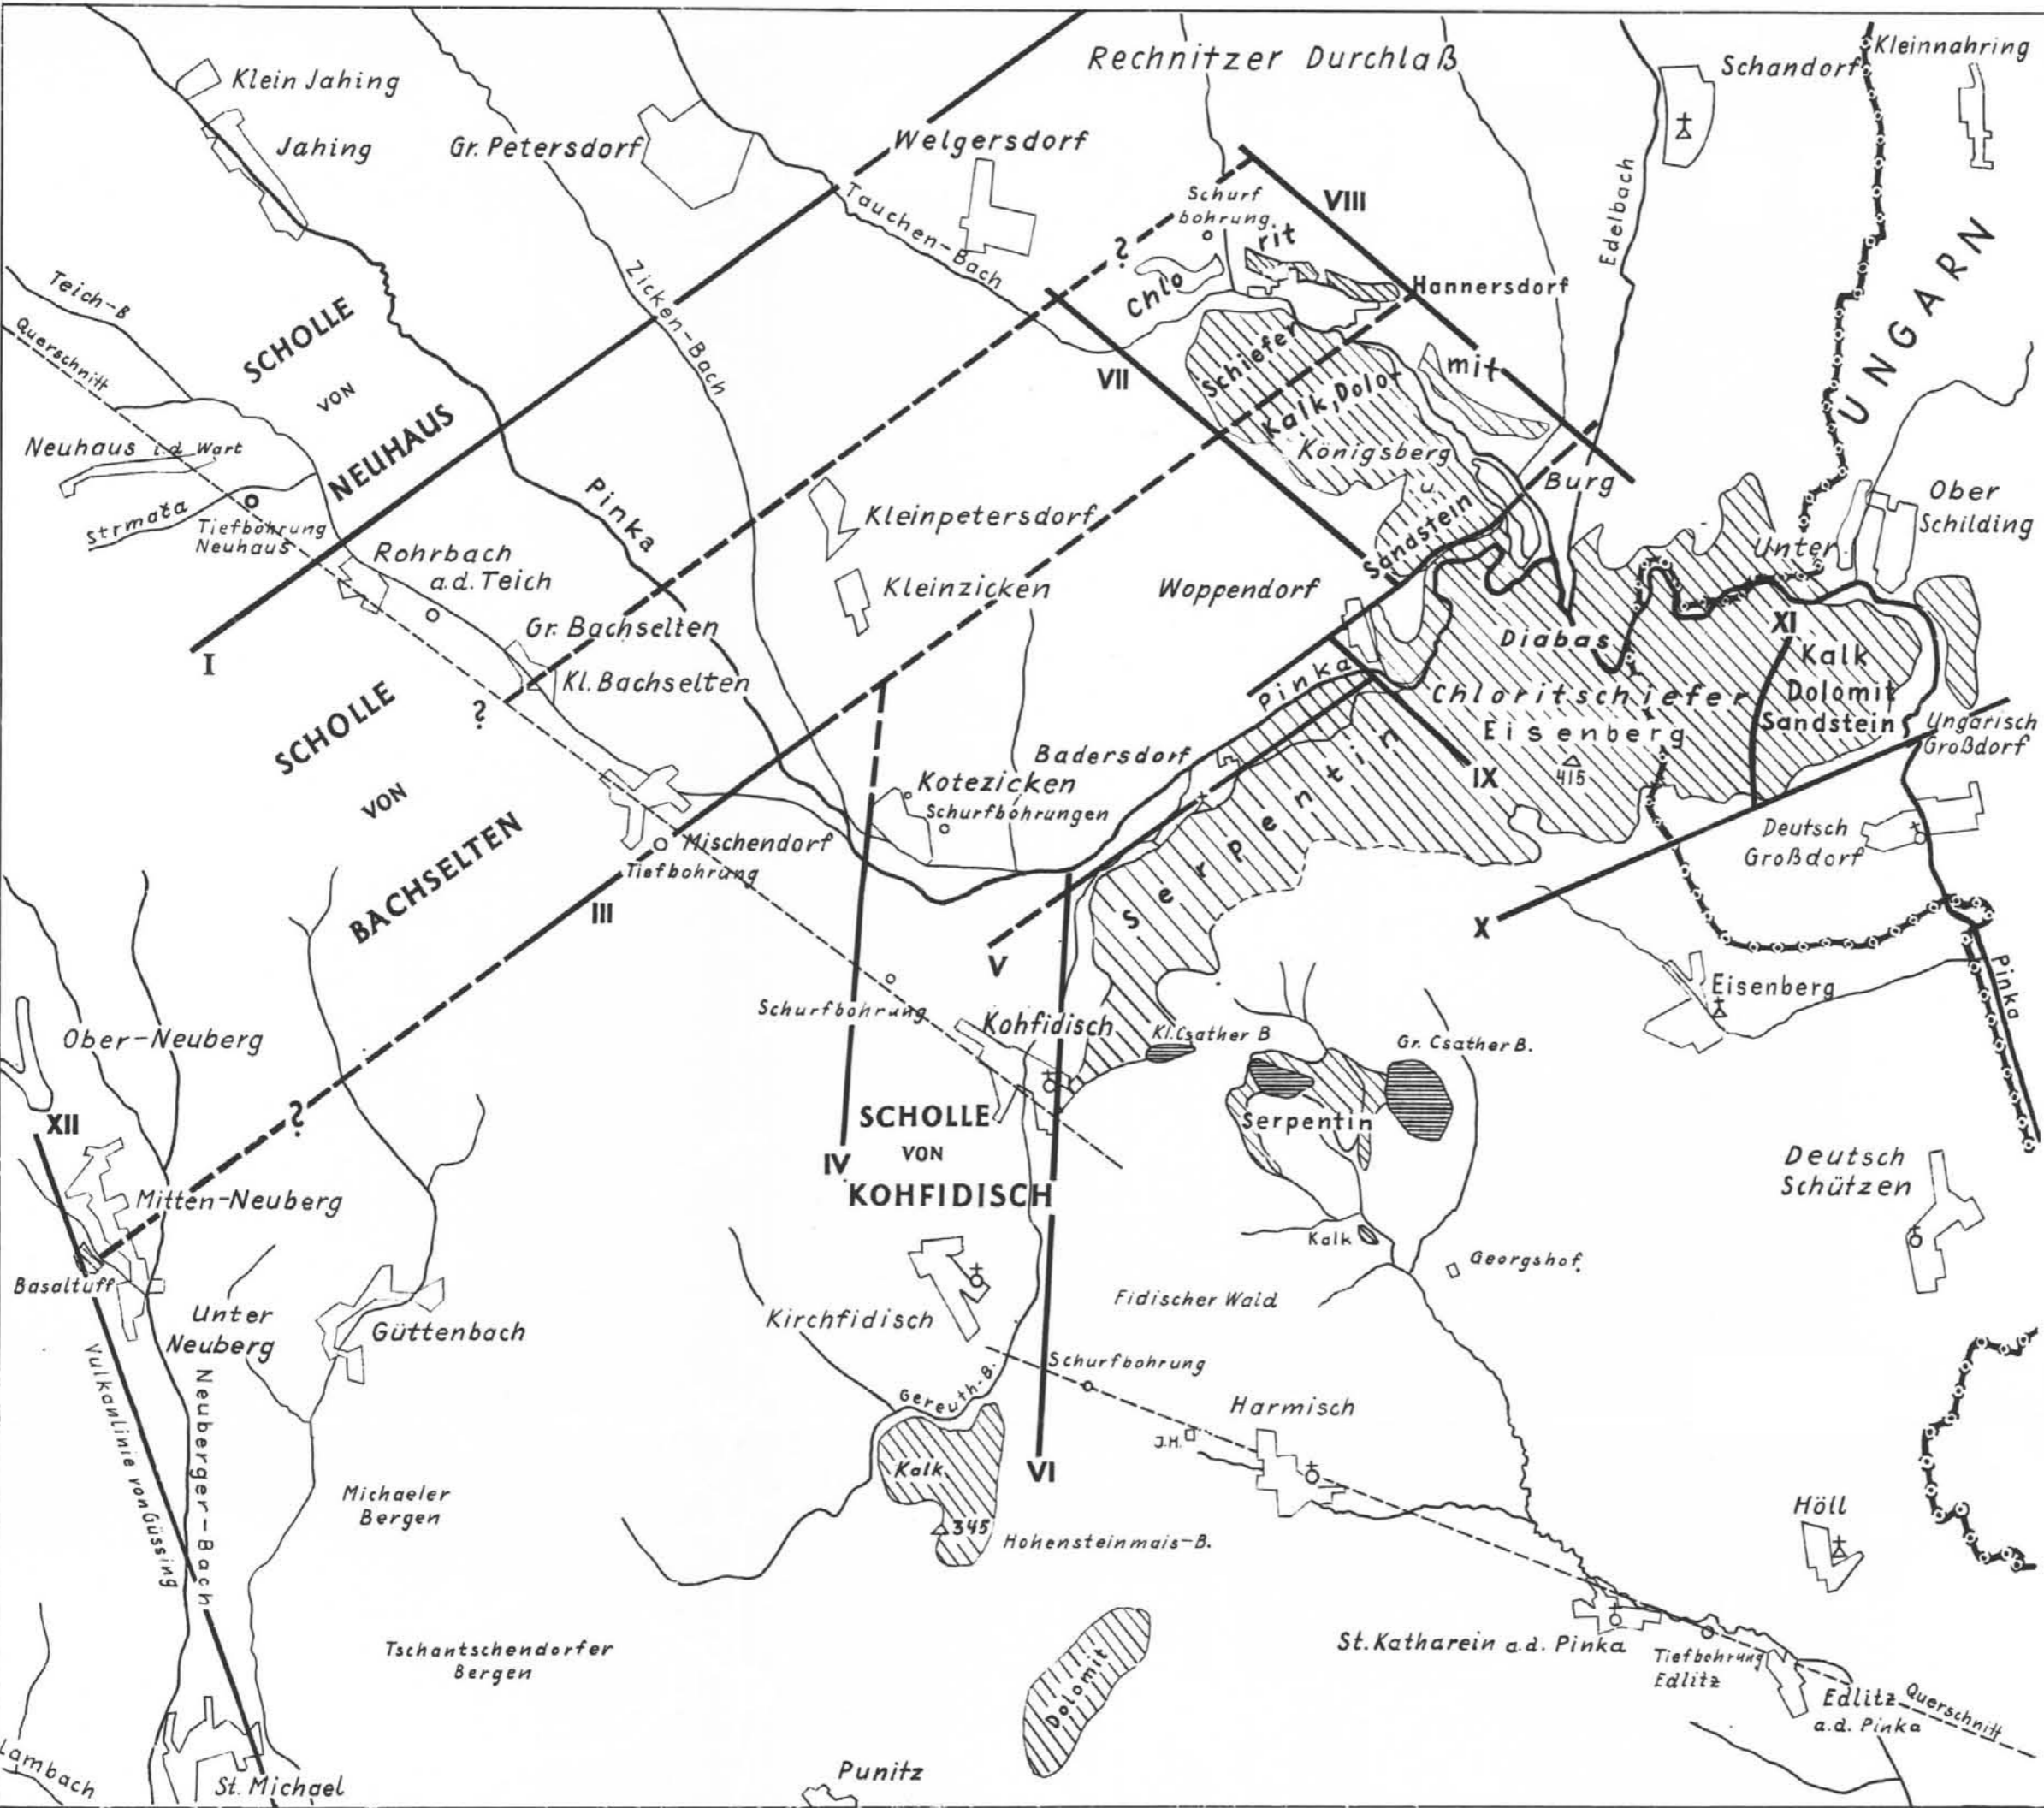 Rechnitzer Durchlaß
Kleinnahring
Schandorf
Klein Jahing
Jahing
Gr. Petersdorf
Welgersdorf
Tauchen-Bach
Schurf
bohrung
VIII
rit
Chlo
?
Edelbach
UNGARN
Hannersdorf
Teich-B
Querschnitt
SCHOLLE
VON
NEUHAUS
Zicken-Bach
VII
Schiefer
mit
Kalk, Dolo-
Königsberg
u
Sandstein
Burg
Neuhaus i.d. Wart
Strmata
Tiefbohrung
Neuhaus
Pinka
Kleinpetersdorf
Ober
Schilding
Unter
Rohrbach
a.d. Teich
Kleinzicken
Woppendorf
I
Gr. Bachselten
Kl. Bachselten
?
Pinka
Diabas
XI
Kalk
Dolomit
Sandstein
Chloritschiefer
Eisenberg
415
IX
Ungarisch
Großdorf
SCHOLLE
VON
BACHSELTEN
Badersdorf
Kotezicken
Schurfbohrungen
Serpentin
Mischendorf
Tiefbohrung
III
Deutsch
Großdorf
X
V
Schurfbohrung
Kohfidisch
Kl. Csather B
Gr. Csather B.
Eisenberg
Pinka
Ober-Neuberg
XII
?
Serpentin
SCHOLLE
VON
KOHFIDISCH
IV
Mitten-Neuberg
Deutsch
Schützen
Basaltuff
Kalk
Georgshof.
Unter
Neuberg
Güttenbach
Kirchfidisch
Fidischer Wald
Vulkanlinie von Güssing
Neuberger-Bach
Gereuth-B.
Schurfbohrung
Harmisch
J.H.
Kalk
VI
345
Hohensteinmais-B.
Michaeler
Bergen
Höll
Tschantschendorfer
Bergen
Dolomit
St. Katharein a.d. Pinka
Tiefbohrung
Edlitz
Edlitz
a.d. Pinka
Querschnitt
Lambach
St. Michael
Punitz